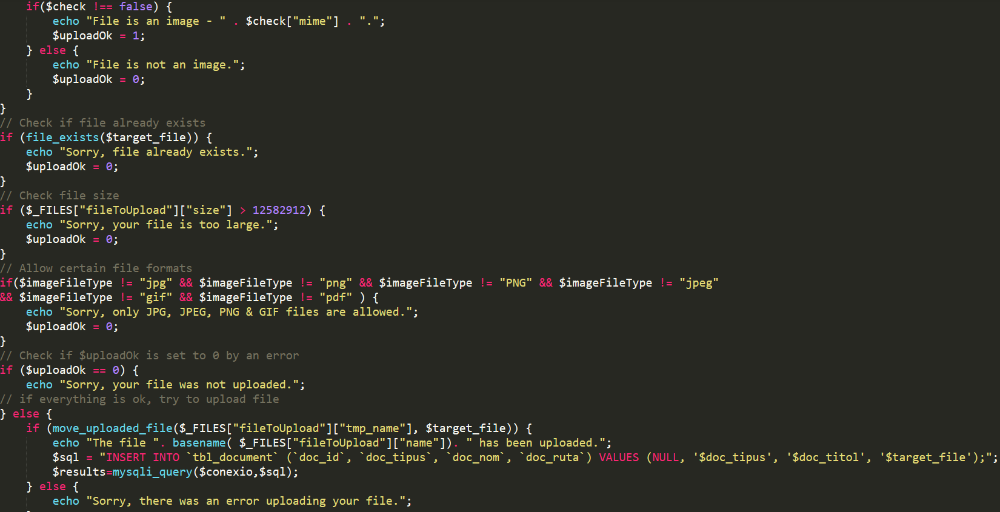 if($check !== false) {
echo "File is an image - " . $check["mime"] . ".";
$uploadOk = 1;
} else {
echo "File is not an image.";
$uploadOk = 0;
}
}
// Check if file already exists
if (file_exists($target_file)) {
echo "Sorry, file already exists.";
$uploadOk = 0;
}
// Check file size
if ($_FILES["fileToUpload"]["size"] > 12582912) {
echo "Sorry, your file is too large.";
$uploadOk = 0;
}
// Allow certain file formats
if($imageFileType != "jpg" && $imageFileType != "png" && $imageFileType != "PNG" && $imageFileType != "jpeg"
&& $imageFileType != "gif" && $imageFileType != "pdf" ) {
echo "Sorry, only JPG, JPEG, PNG & GIF files are allowed.";
$uploadOk = 0;
}
// Check if $uploadOk is set to 0 by an error
if ($uploadOk == 0) {
echo "Sorry, your file was not uploaded.";
// if everything is ok, try to upload file
} else {
if (move_uploaded_file($_FILES["fileToUpload"]["tmp_name"], $target_file)) {
echo "The file ". basename( $_FILES["fileToUpload"]["name"]). " has been uploaded.";
$sql = "INSERT INTO `tbl_document` (`doc_id`, `doc_tipus`, `doc_nom`, `doc_ruta`) VALUES (NULL, '$doc_tipus', '$doc_titol', '$target_file');";
$results=mysqli_query($conexio,$sql);
} else {
echo "Sorry, there was an error uploading your file.";